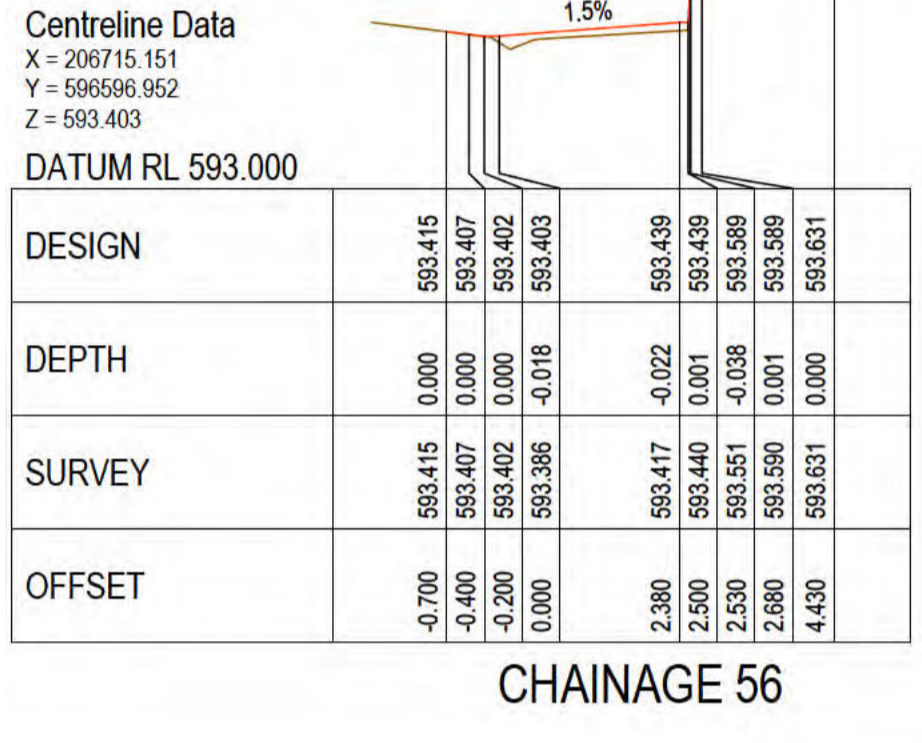 1.5%
Centreline Data
X = 206715.151
Y = 596596.952
Z = 593.403
DATUM RL 593.000
DESIGN 593.415 593.407 593.402 593.403 593.439 593.439 593.589 593.589 593.631
DEPTH 0.000 0.000 0.000 -0.018 -0.022 0.001 -0.038 0.001 0.000
SURVEY 593.415 593.407 593.402 593.386 593.417 593.440 593.551 593.590 593.631
OFFSET -0.700 -0.400 -0.200 0.000 2.380 2.500 2.530 2.680 4.430
CHAINAGE 56